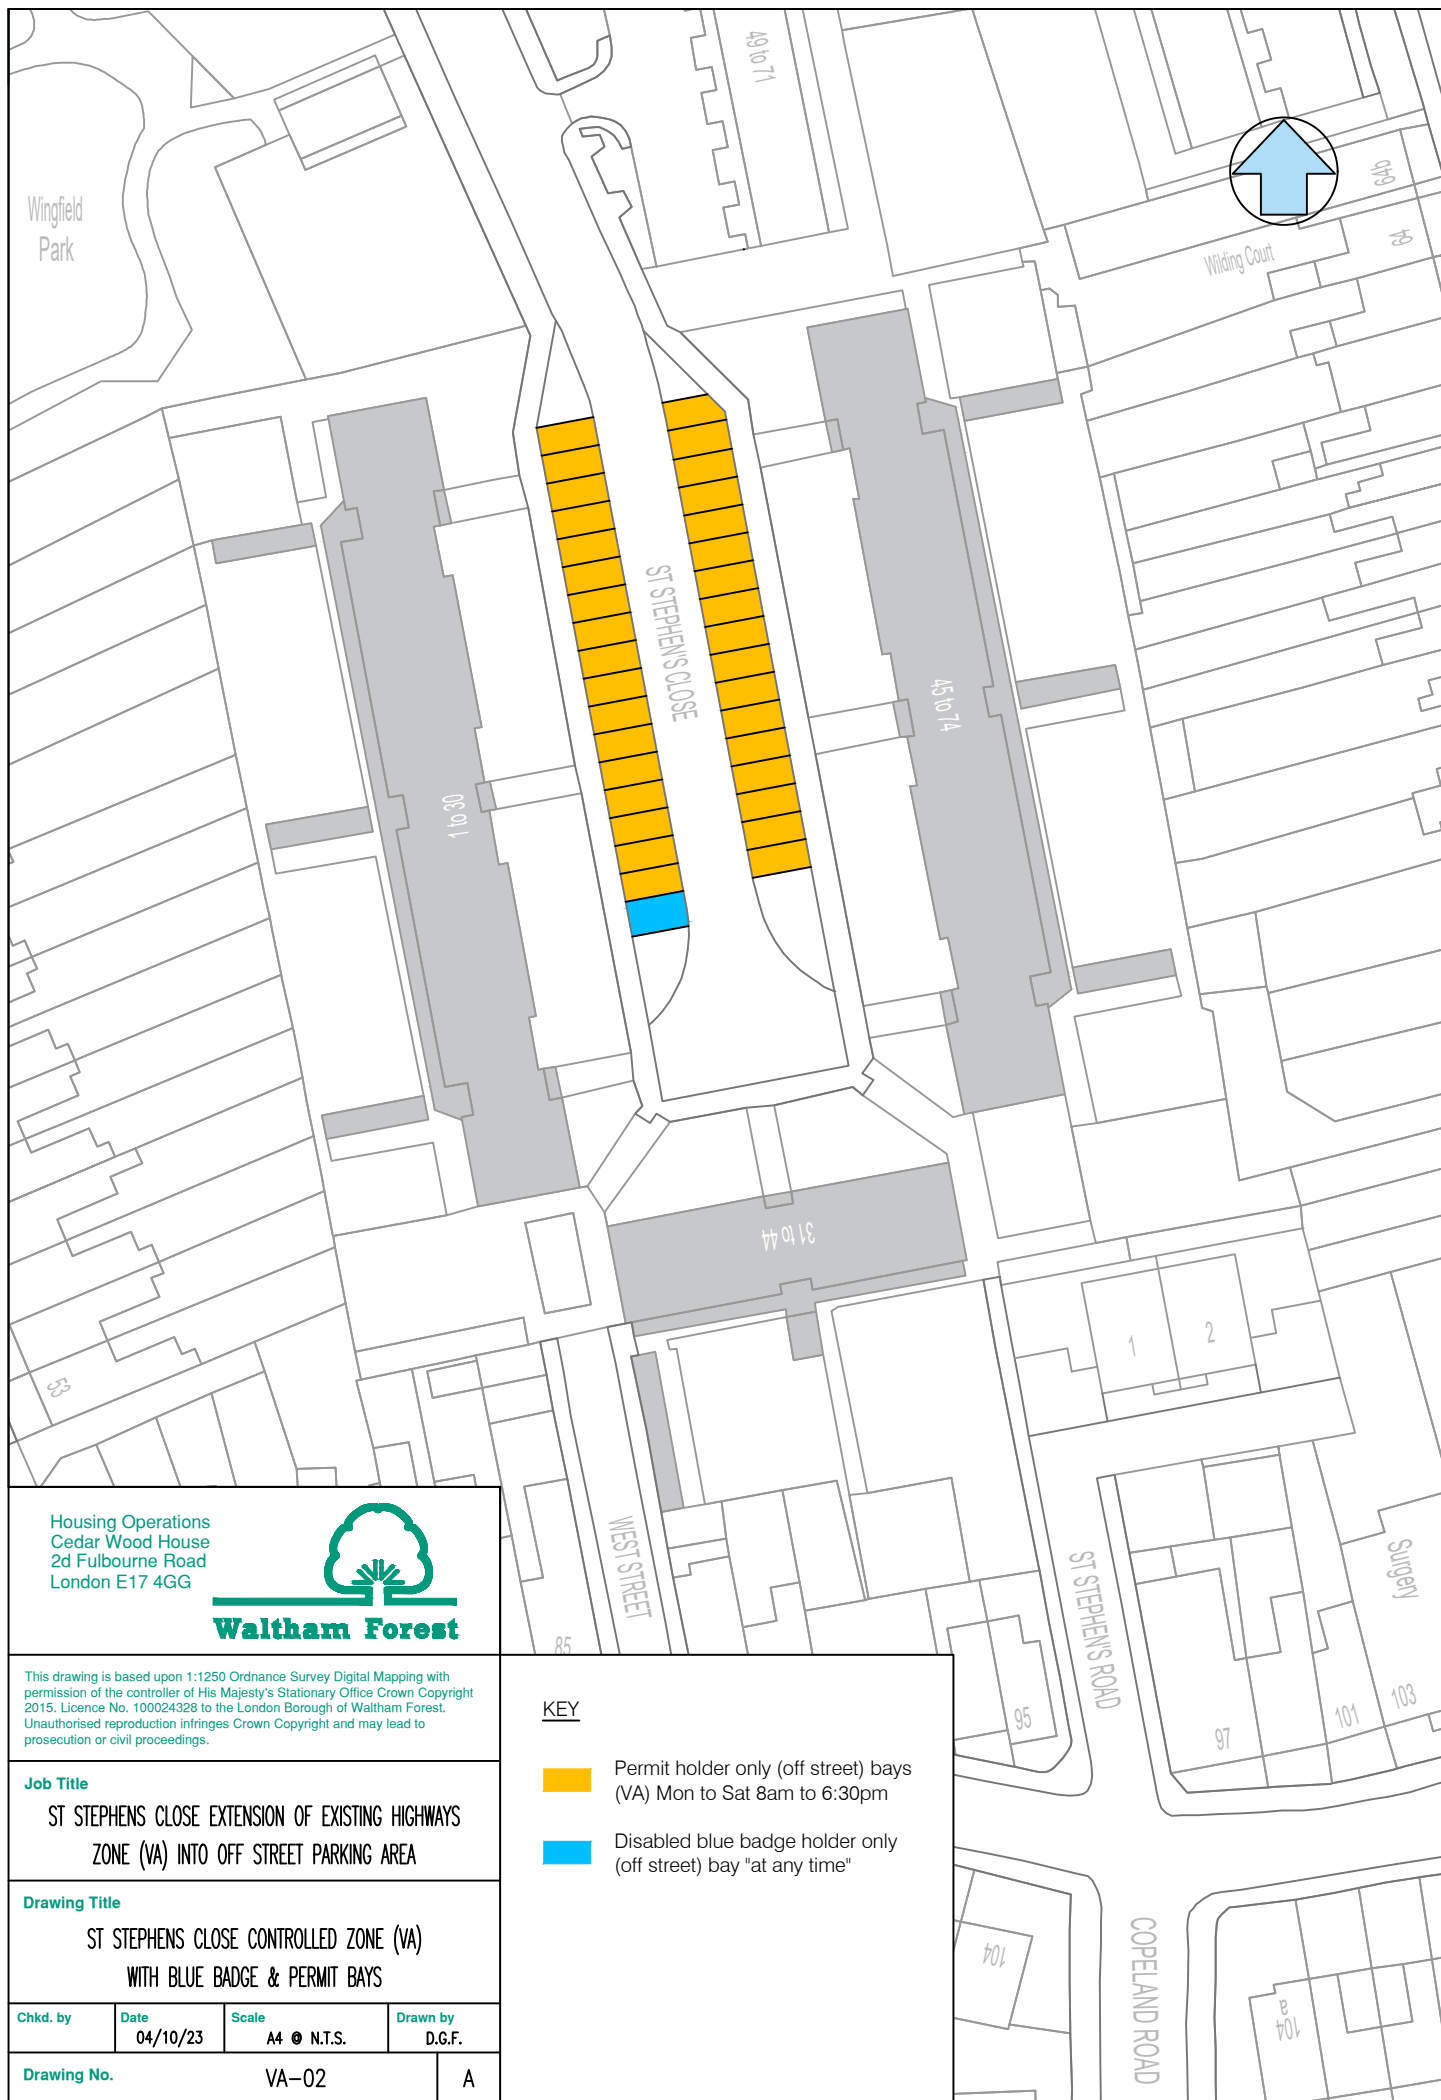 49 to 71
Wingfield
Park
64b
64
Wilding Court
ST STEPHEN'S CLOSE
45 to 74
1 to 30
31 to 44
1
2
53
WEST STREET
85
ST STEPHEN'S ROAD
Surgery
95
97
101
103
104
COPELAND ROAD
104
a
Housing Operations
Cedar Wood House
2d Fulbourne Road
London E17 4GG
Waltham Forest
This drawing is based upon 1:1250 Ordnance Survey Digital Mapping with
permission of the controller of His Majesty's Stationary Office Crown Copyright
2015. Licence No. 100024328 to the London Borough of Waltham Forest.
Unauthorised reproduction infringes Crown Copyright and may lead to
prosecution or civil proceedings.
Job Title
ST STEPHENS CLOSE EXTENSION OF EXISTING HIGHWAYS
ZONE (VA) INTO OFF STREET PARKING AREA
Drawing Title
ST STEPHENS CLOSE CONTROLLED ZONE (VA)
WITH BLUE BADGE & PERMIT BAYS
Chkd. by
Date
04/10/23
Scale
A4 @ N.T.S.
Drawn by
D.G.F.
Drawing No.
VA-02
A
KEY
Permit holder only (off street) bays
(VA) Mon to Sat 8am to 6:30pm
Disabled blue badge holder only
(off street) bay "at any time"